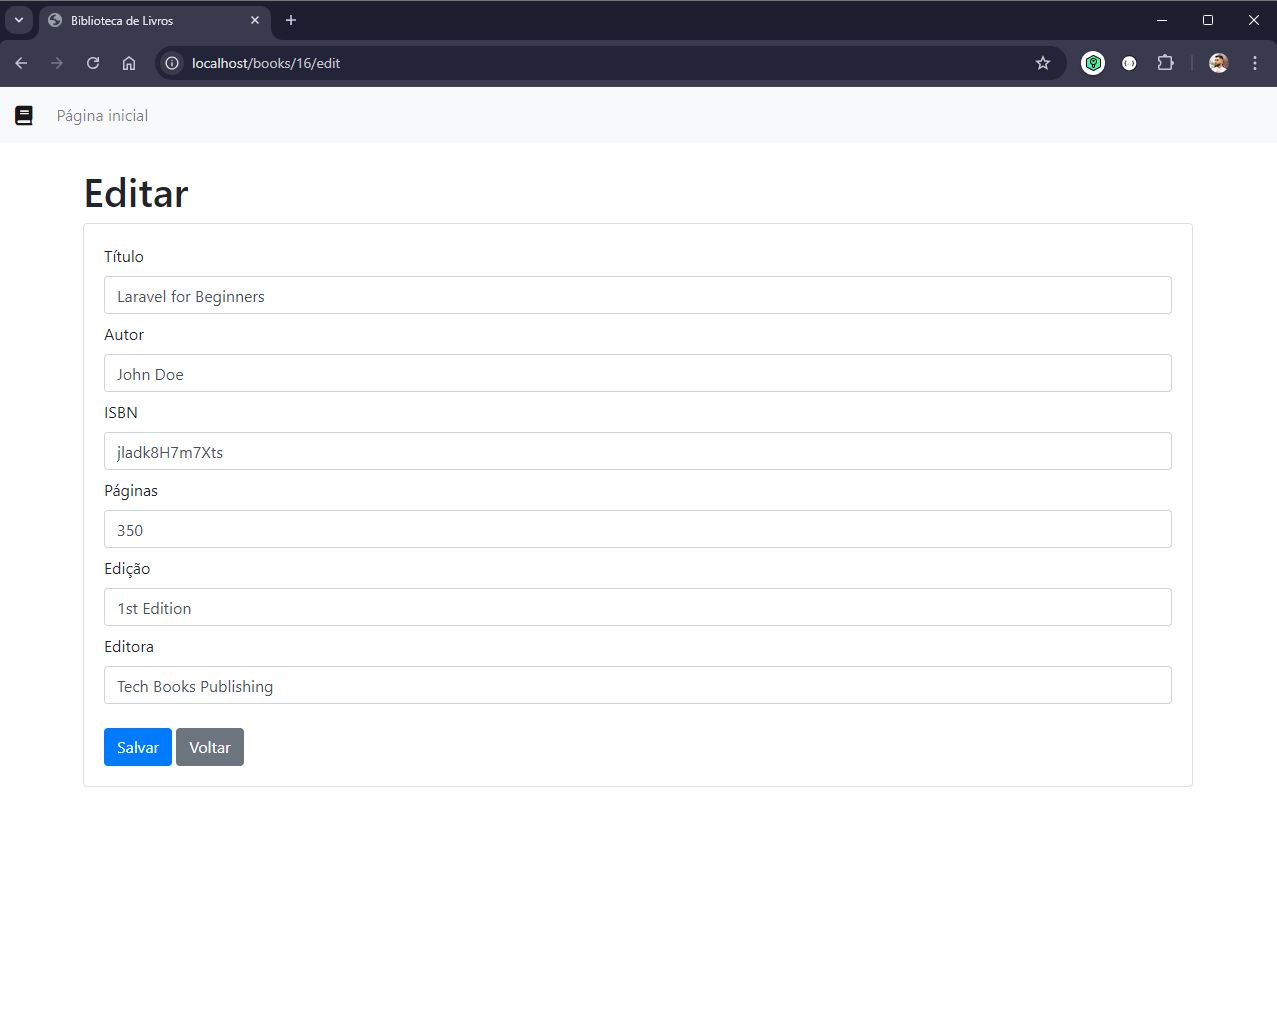 Biblioteca de Livros
localhost/books/16/edit
Página inicial
Editar
Título
Laravel for Beginners
Autor
John Doe
ISBN
jladk8H7m7Xts
Páginas
350
Edição
1st Edition
Editora
Tech Books Publishing
Salvar Voltar